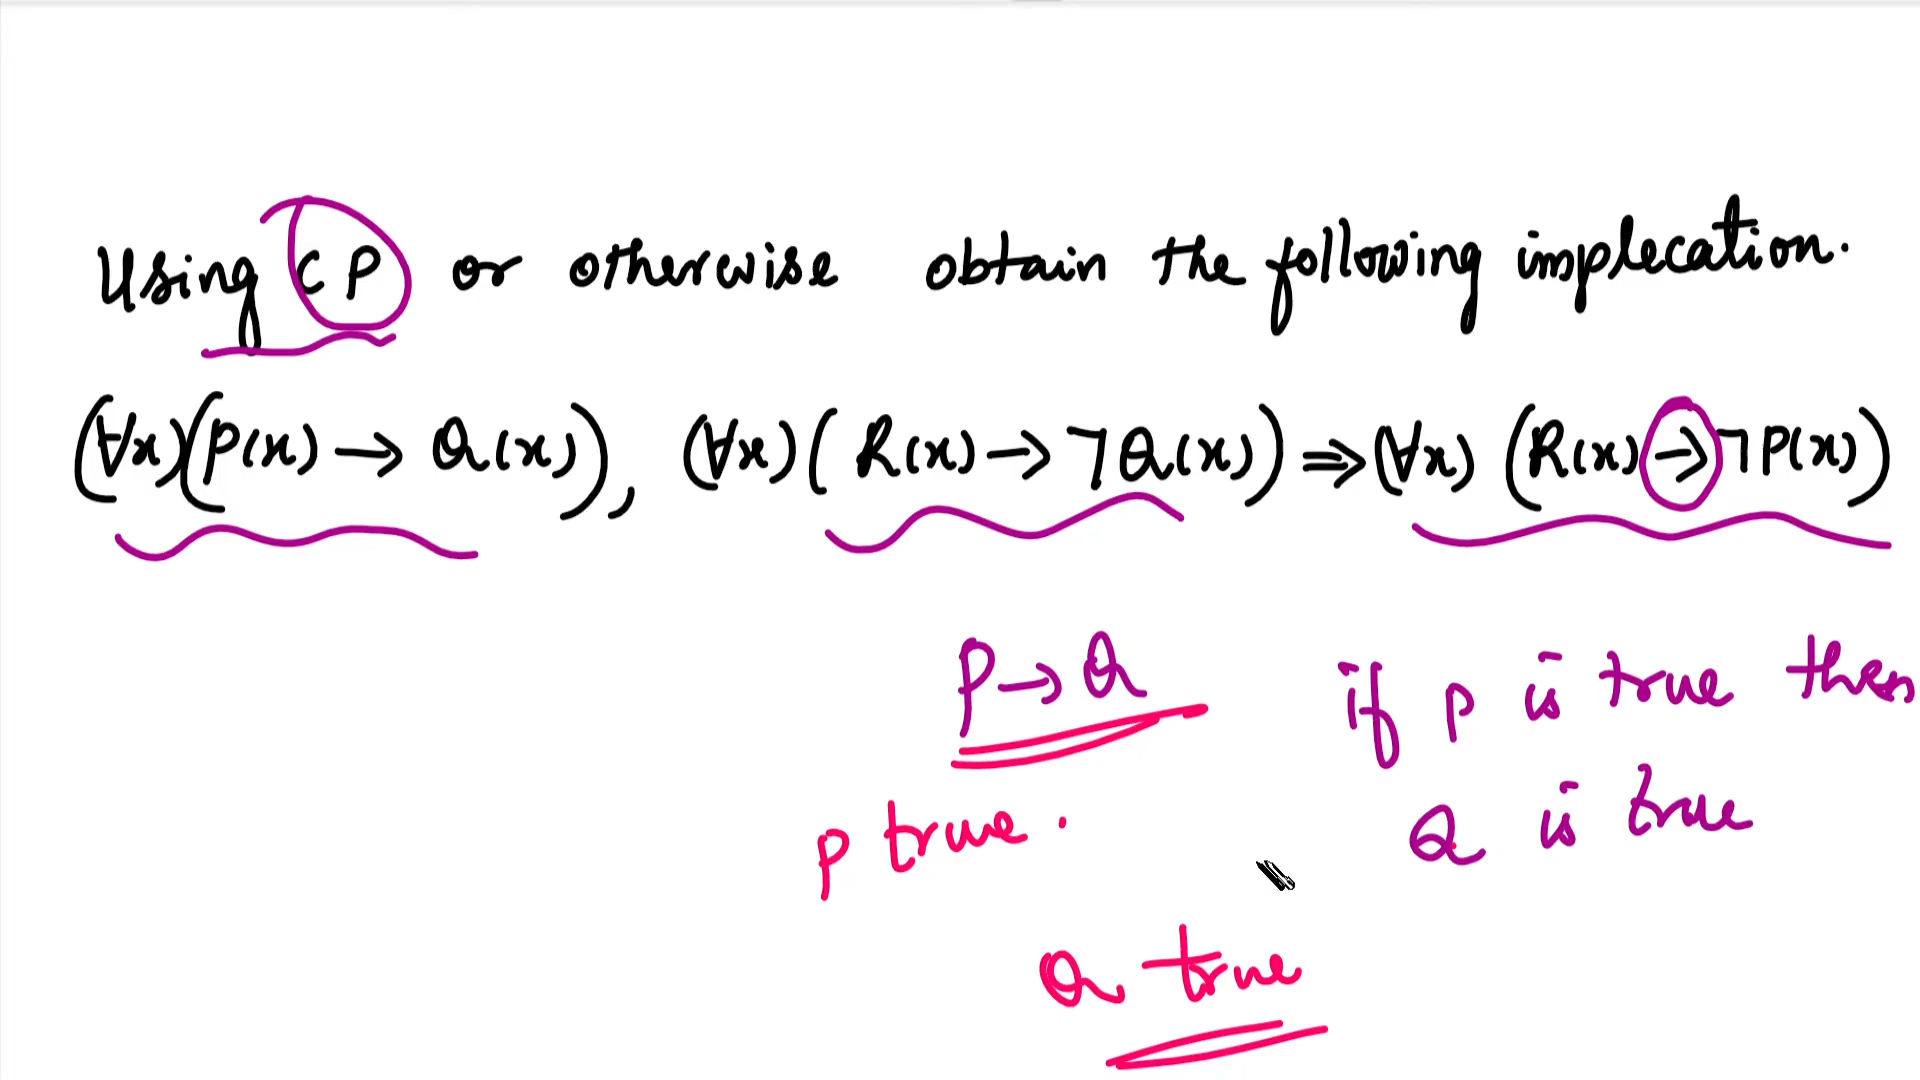 Using CP or otherwise obtain the following implecation.
(∀x)(P(x) → Q(x)), (∀x)(R(x) → ¬Q(x)) ⇒ (∀x) (R(x) → ¬P(x))
P → Q if p is true then
p true. Q is true
Q true